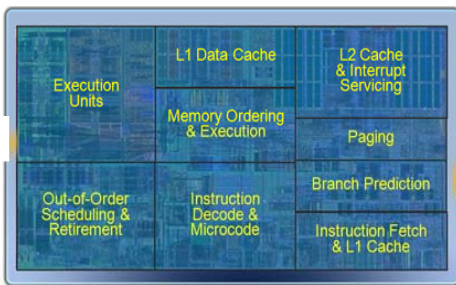 Execution
Units
L1 Data Cache
Memory Ordering
& Execution
L2 Cache
& Interrupt
Servicing
Paging
Out-of-Order
Scheduling &
Retirement
Instruction
Decode &
Microcode
Branch Prediction
Instruction Fetch
& L1 Cache